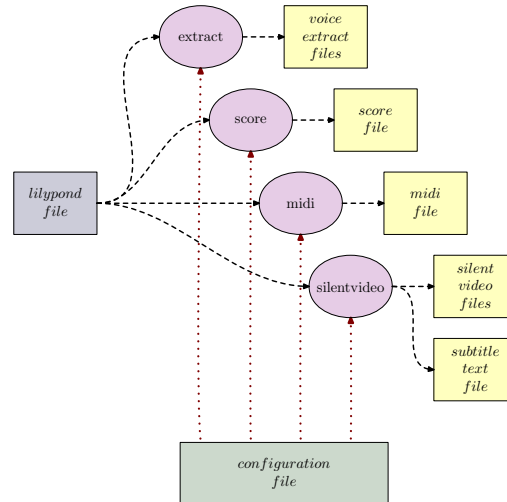 extract
voice
extract
files
score
score
file
lilypond
file
midi
midi
file
silentvideo
silent
video
files
subtitle
text
file
configuration
file